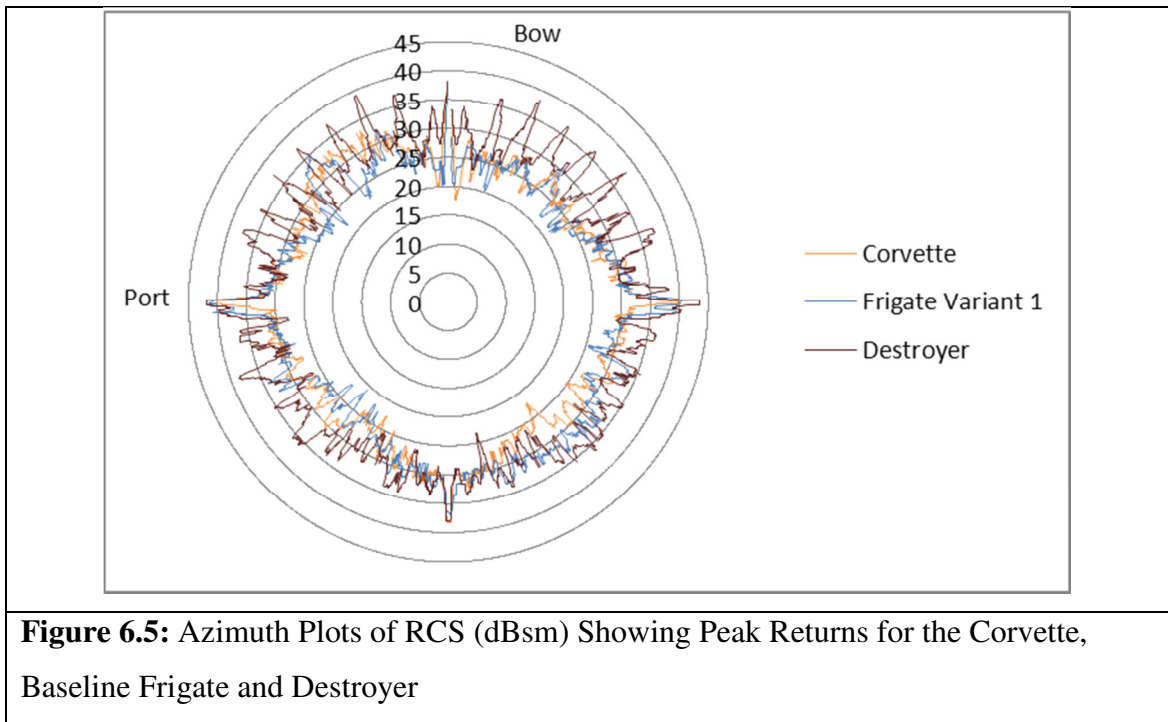 Bow
45
40
35
30
25
20
15
10
5
0
Port
Corvette
Frigate Variant 1
Destroyer
Figure 6.5: Azimuth Plots of RCS (dBsm) Showing Peak Returns for the Corvette,
Baseline Frigate and Destroyer